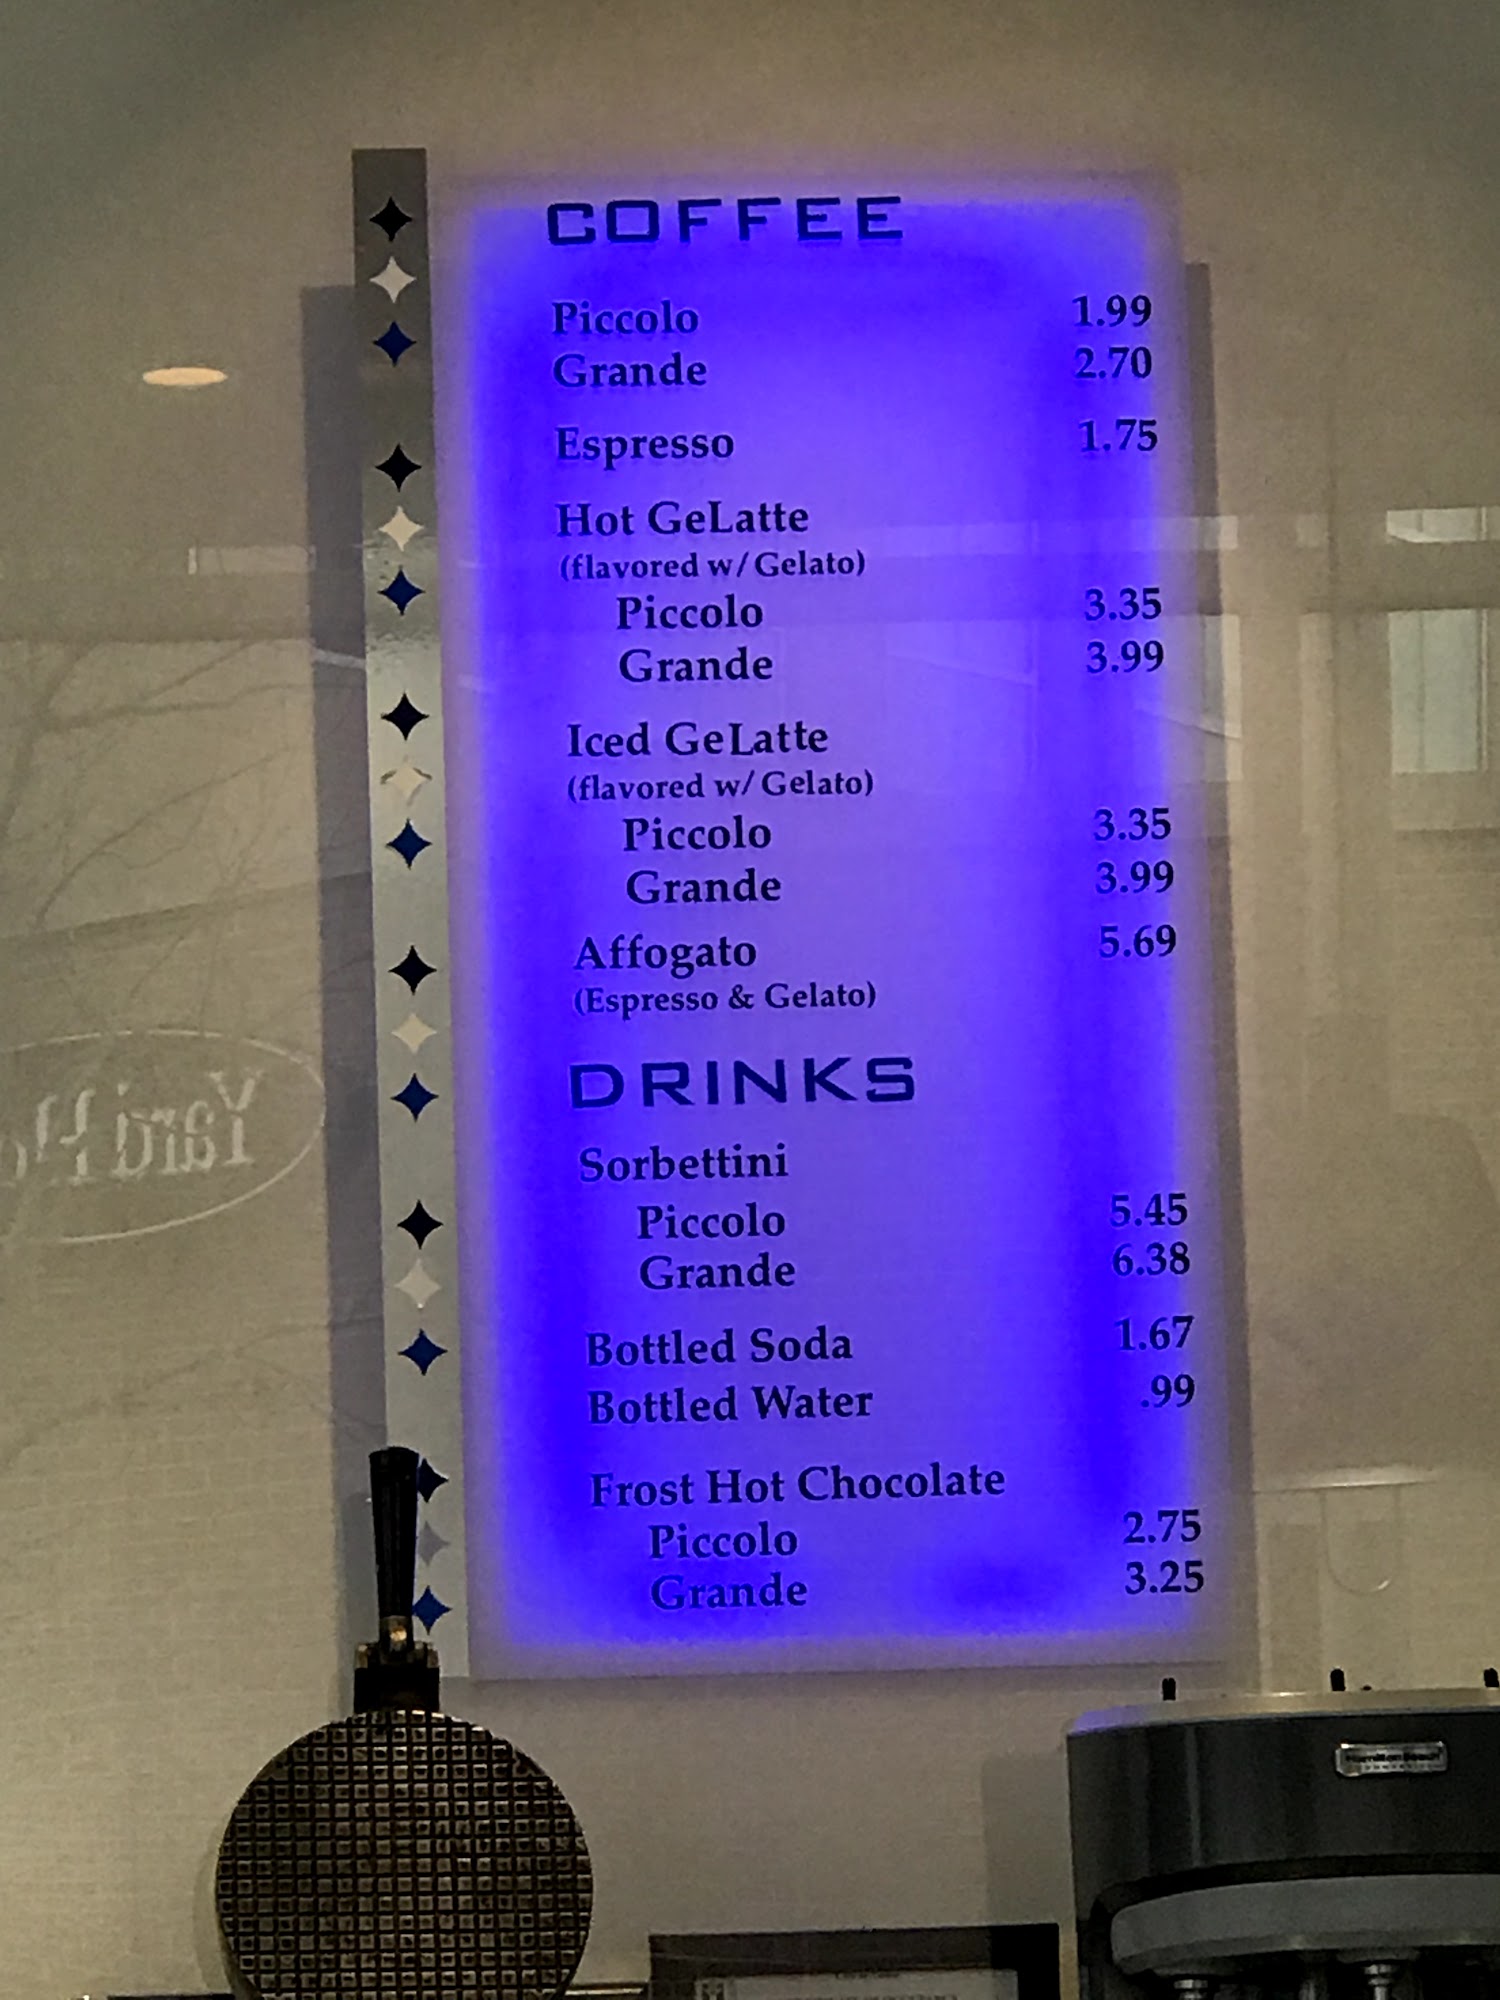 COFFEE
Piccolo 1.99
Grande 2.70
Espresso 1.75
Hot GeLatte
(flavored w/ Gelato)
Piccolo 3.35
Grande 3.99
Iced GeLatte
(flavored w/ Gelato)
Piccolo 3.35
Grande 3.99
Affogato 5.69
(Espresso & Gelato)
DRINKS
Sorbettini
Piccolo 5.45
Grande 6.38
Bottled Soda 1.67
Bottled Water .99
Frost Hot Chocolate
Piccolo 2.75
Grande 3.25
Yard
Hamilton Beach